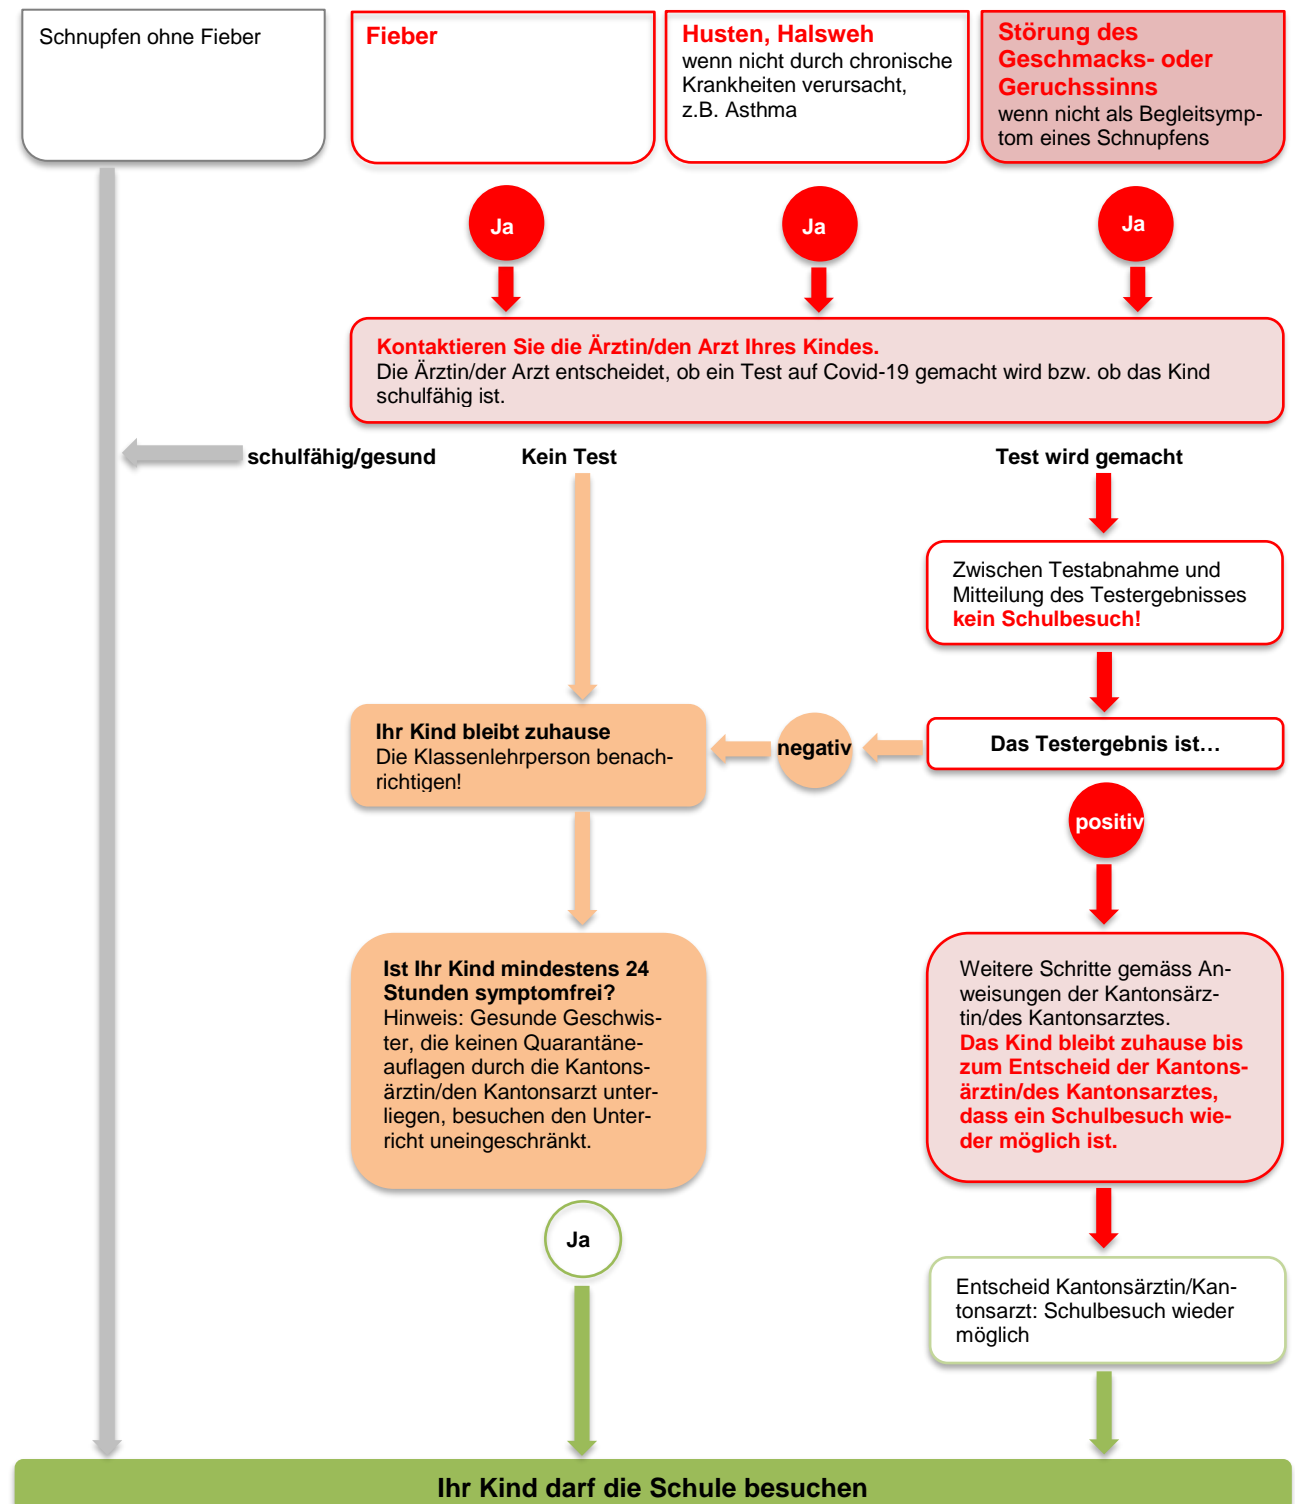 Schnupfen ohne Fieber
Fieber
Husten, Halsweh
wenn nicht durch chronische
Krankheiten verursacht,
z.B. Asthma
Störung des
Geschmacks- oder
Geruchssinns
wenn nicht als Begleitsymp-
tom eines Schnupfens
Ja
Ja
Ja
Kontaktieren Sie die Ärztin/den Arzt Ihres Kindes.
Die Ärztin/der Arzt entscheidet, ob ein Test auf Covid-19 gemacht wird bzw. ob das Kind
schulfähig ist.
schulfähig/gesund
Kein Test
Test wird gemacht
Zwischen Testabnahme und
Mitteilung des Testergebnisses
kein Schulbesuch!
Ihr Kind bleibt zuhause
Die Klassenlehrperson benach-
richtigen!
negativ
Das Testergebnis ist…
positiv
Ist Ihr Kind mindestens 24
Stunden symptomfrei?
Hinweis: Gesunde Geschwis-
ter, die keinen Quarantäne-
auflagen durch die Kantons-
ärztin/den Kantonsarzt unter-
liegen, besuchen den Unter-
richt uneingeschränkt.
Weitere Schritte gemäss An-
weisungen der Kantonsärz-
tin/des Kantonsarztes.
Das Kind bleibt zuhause bis
zum Entscheid der Kantons-
ärztin/des Kantonsarztes,
dass ein Schulbesuch wie-
der möglich ist.
Ja
Entscheid Kantonsärztin/Kan-
tonsarzt: Schulbesuch wieder
möglich
Ihr Kind darf die Schule besuchen